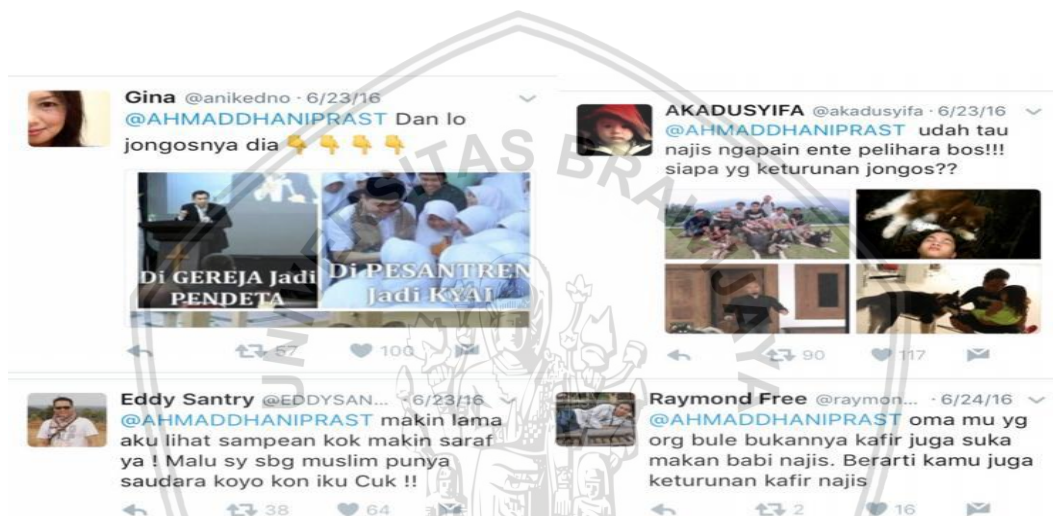 Gina @anikedno · 6/23/16
@AHMADDHANIPRAST Dan lo
jongosnya dia 👇👇👇👇
Di GEREJA Jadi
PENDETA
Di PESANTREN
Jadi KYAI
57 100
AKADUSYIFA @akadusyifa · 6/23/16
@AHMADDHANIPRAST udah tau
najis ngapain ente pelihara bos!!!
siapa yg keturunan jongos??
90 117
Eddy Santry @EDDYSAN... · 6/23/16
@AHMADDHANIPRAST makin lama
aku lihat sampean kok makin saraf
ya ! Malu sy sbg muslim punya
saudara koyo kon iku Cuk !!
38 64
Raymond Free @raymon... · 6/24/16
@AHMADDHANIPRAST oma mu yg
org bule bukannya kafir juga suka
makan babi najis. Berarti kamu juga
keturunan kafir najis
2 16
UNIVERSITAS BRAWIJAYA